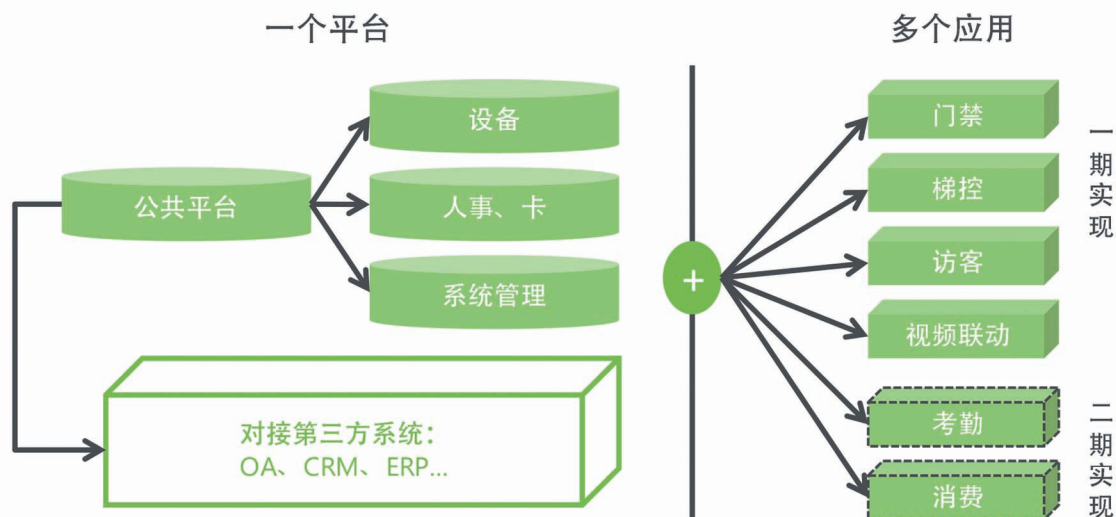 一个平台
多个应用
公共平台
设备
人事、卡
系统管理
对接第三方系统：
OA、CRM、ERP...
+
门禁
梯控
访客
视频联动
考勤
消费
一期实现
二期实现